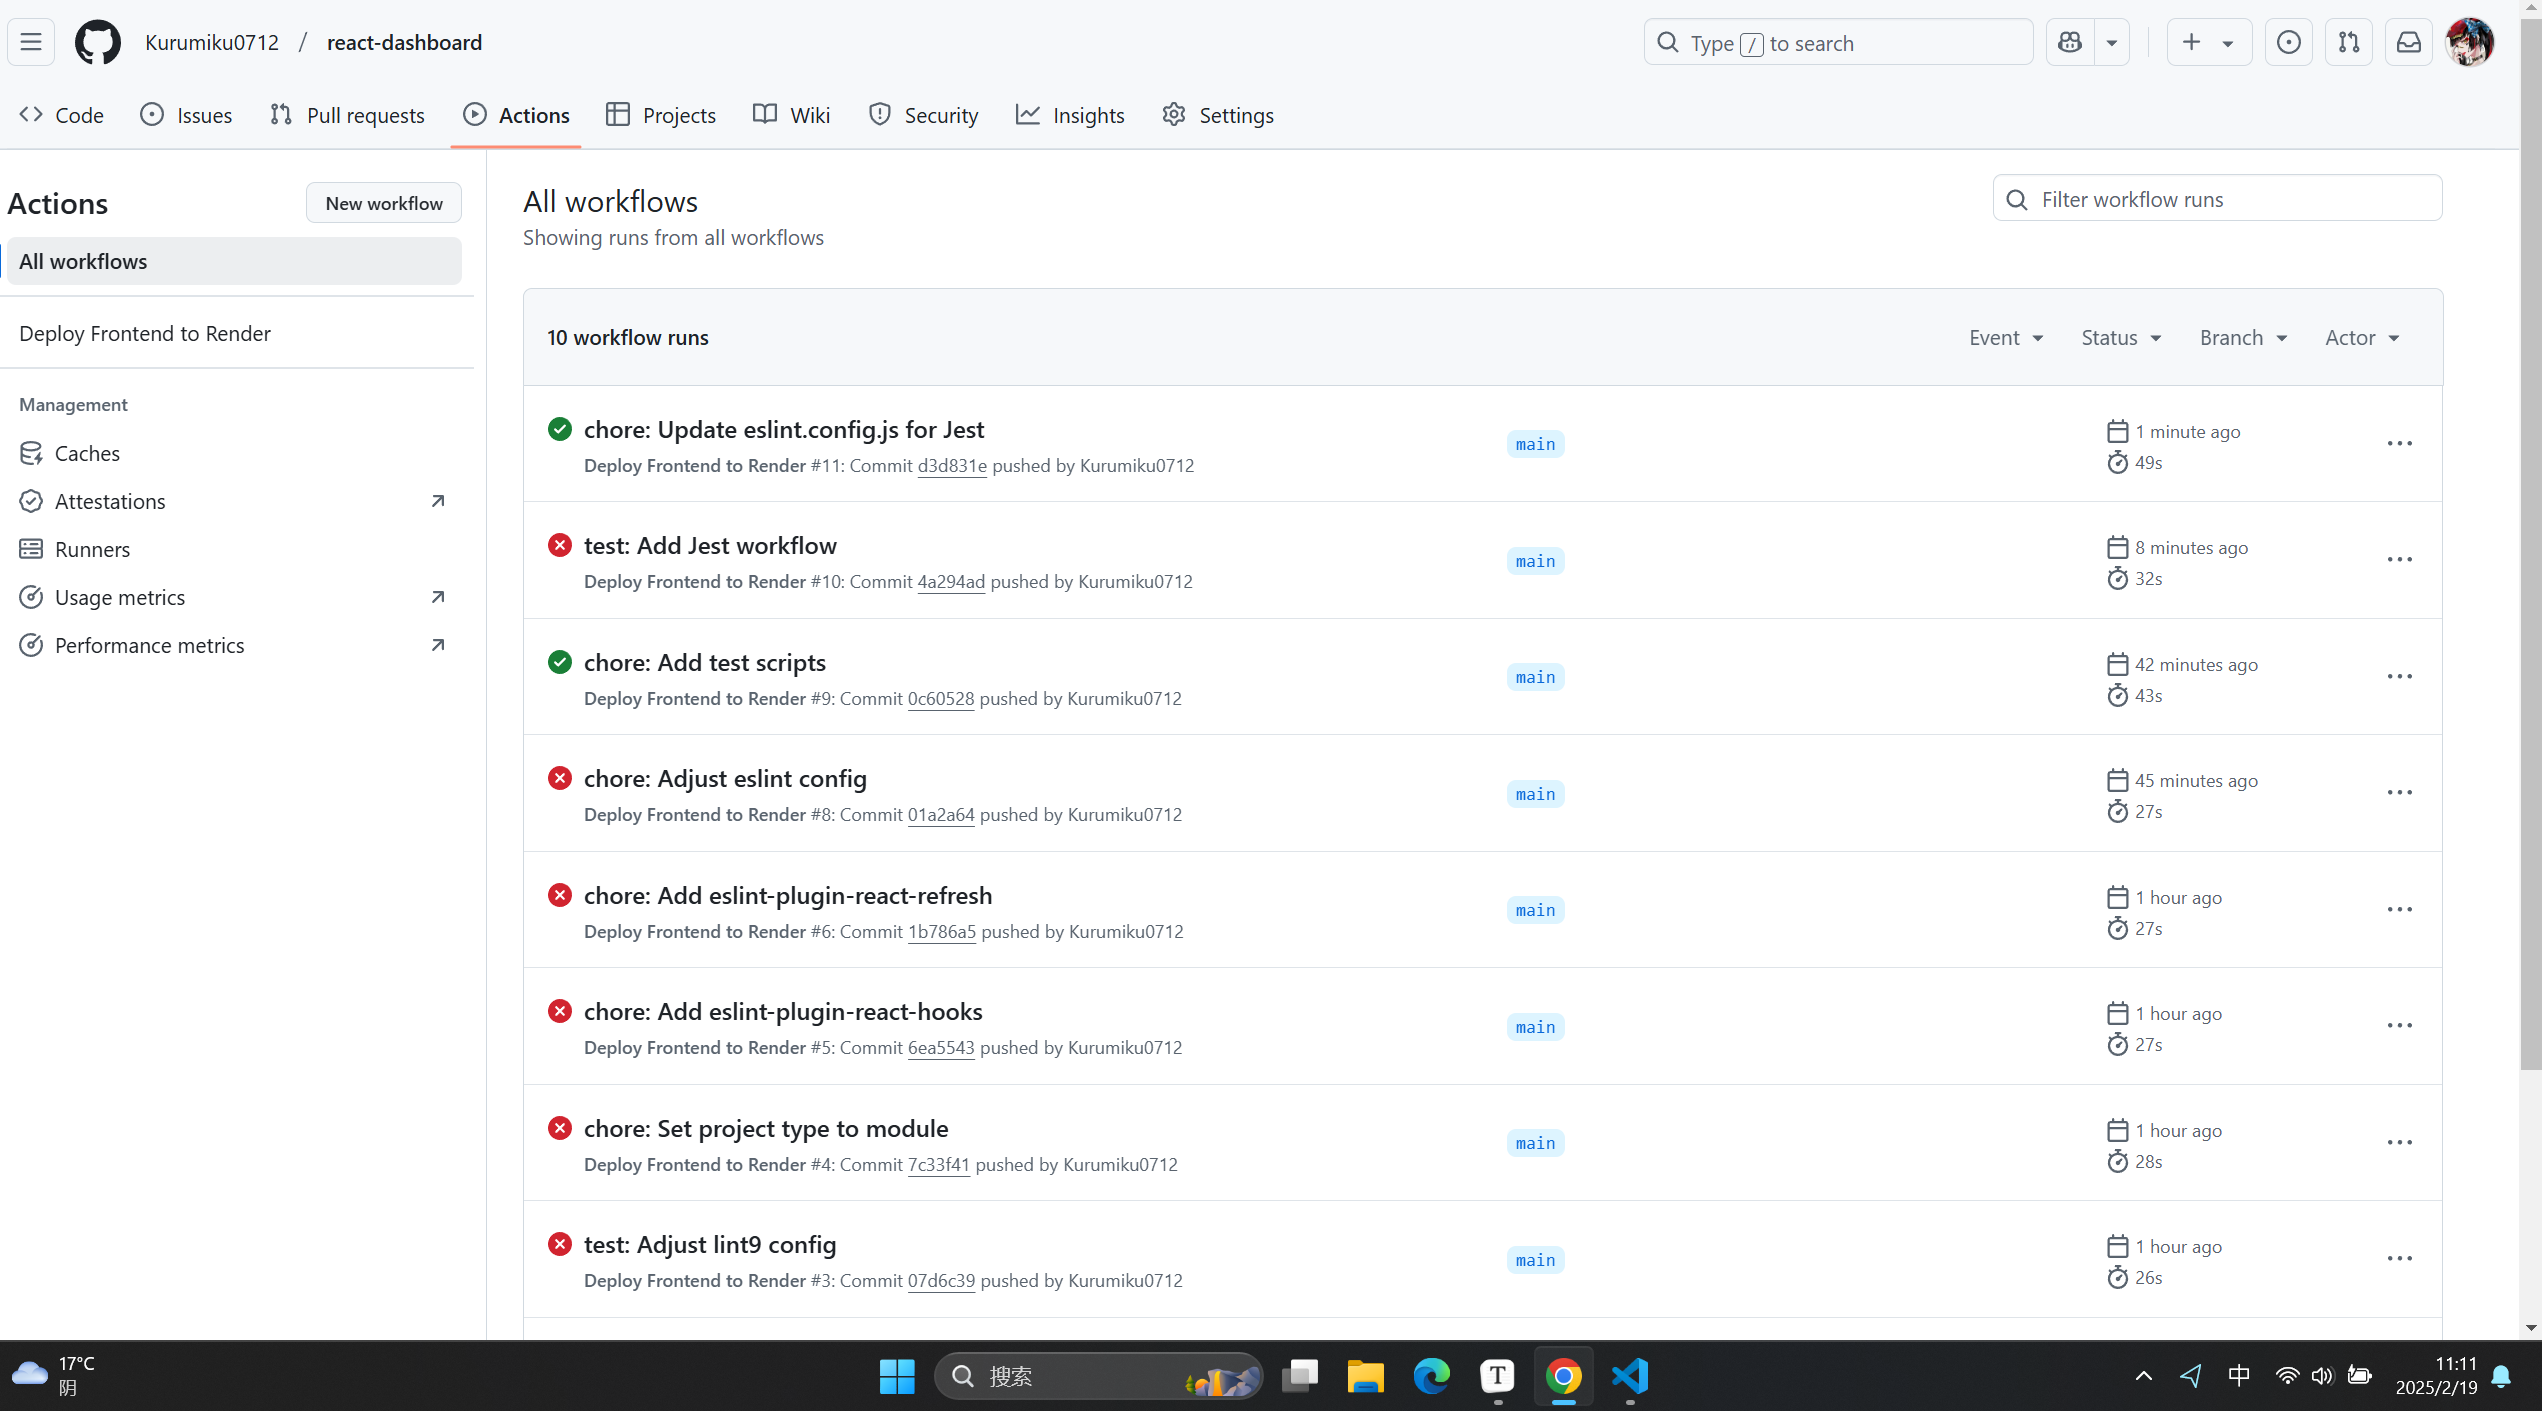 Kurumiku0712 / react-dashboard
Type / to search
Code Issues Pull requests Actions Projects Wiki Security Insights Settings
Actions
New workflow
All workflows
Deploy Frontend to Render
Management
Caches
Attestations
Runners
Usage metrics
Performance metrics
All workflows
Showing runs from all workflows
Filter workflow runs
10 workflow runs
Event Status Branch Actor
chore: Update eslint.config.js for Jest
Deploy Frontend to Render #11: Commit d3d831e pushed by Kurumiku0712
main
1 minute ago
49s
test: Add Jest workflow
Deploy Frontend to Render #10: Commit 4a294ad pushed by Kurumiku0712
main
8 minutes ago
32s
chore: Add test scripts
Deploy Frontend to Render #9: Commit 0c60528 pushed by Kurumiku0712
main
42 minutes ago
43s
chore: Adjust eslint config
Deploy Frontend to Render #8: Commit 01a2a64 pushed by Kurumiku0712
main
45 minutes ago
27s
chore: Add eslint-plugin-react-refresh
Deploy Frontend to Render #6: Commit 1b786a5 pushed by Kurumiku0712
main
1 hour ago
27s
chore: Add eslint-plugin-react-hooks
Deploy Frontend to Render #5: Commit 6ea5543 pushed by Kurumiku0712
main
1 hour ago
27s
chore: Set project type to module
Deploy Frontend to Render #4: Commit 7c33f41 pushed by Kurumiku0712
main
1 hour ago
28s
test: Adjust lint9 config
Deploy Frontend to Render #3: Commit 07d6c39 pushed by Kurumiku0712
main
1 hour ago
26s
17°C
阴
搜索
T
中
11:11
2025/2/19